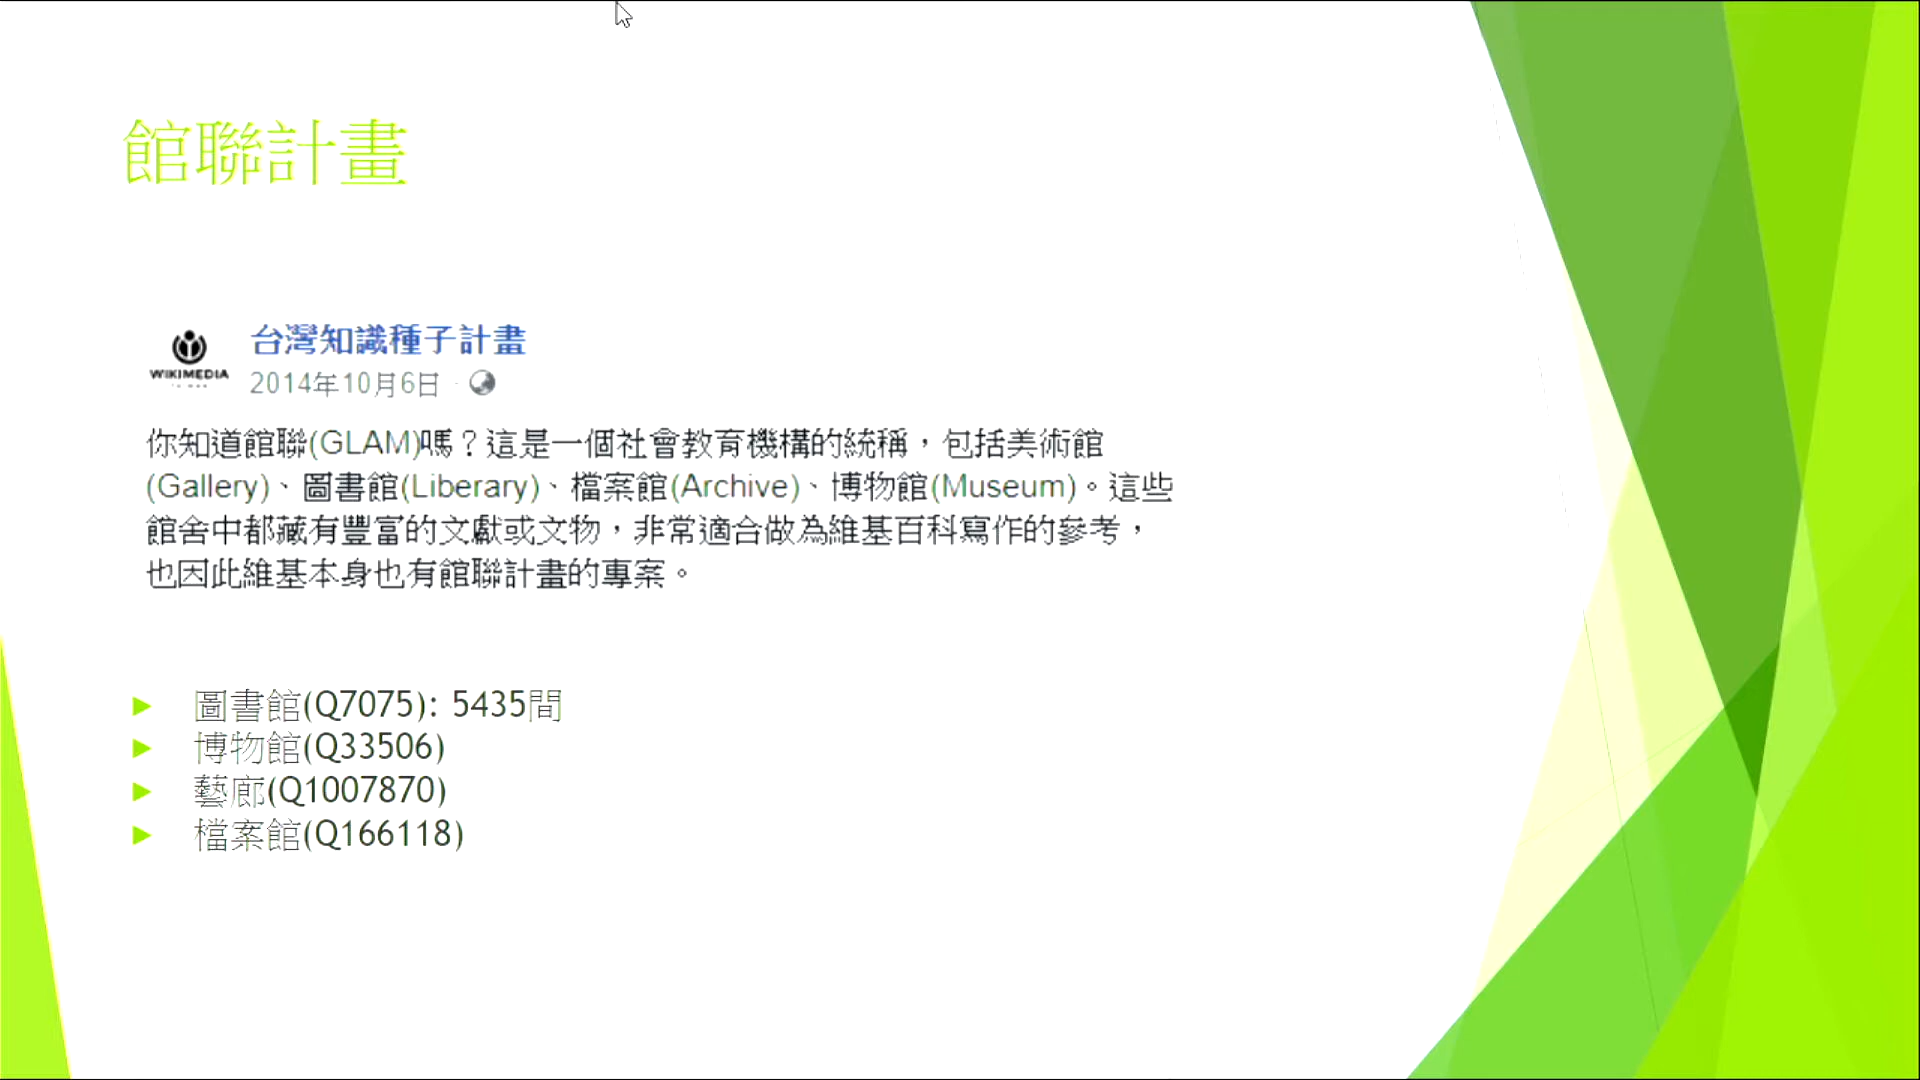 館聯計畫
WIKIMEDIA
台灣知識種子計畫
2014年10月6日 ·
你知道館聯(GLAM)嗎？這是一個社會教育機構的統稱，包括美術館
(Gallery)、圖書館(Liberary)、檔案館(Archive)、博物館(Museum)。這些
館舍中都藏有豐富的文獻或文物，非常適合做為維基百科寫作的參考，
也因此維基本身也有館聯計畫的專案。
圖書館(Q7075): 5435間
博物館(Q33506)
藝廊(Q1007870)
檔案館(Q166118)